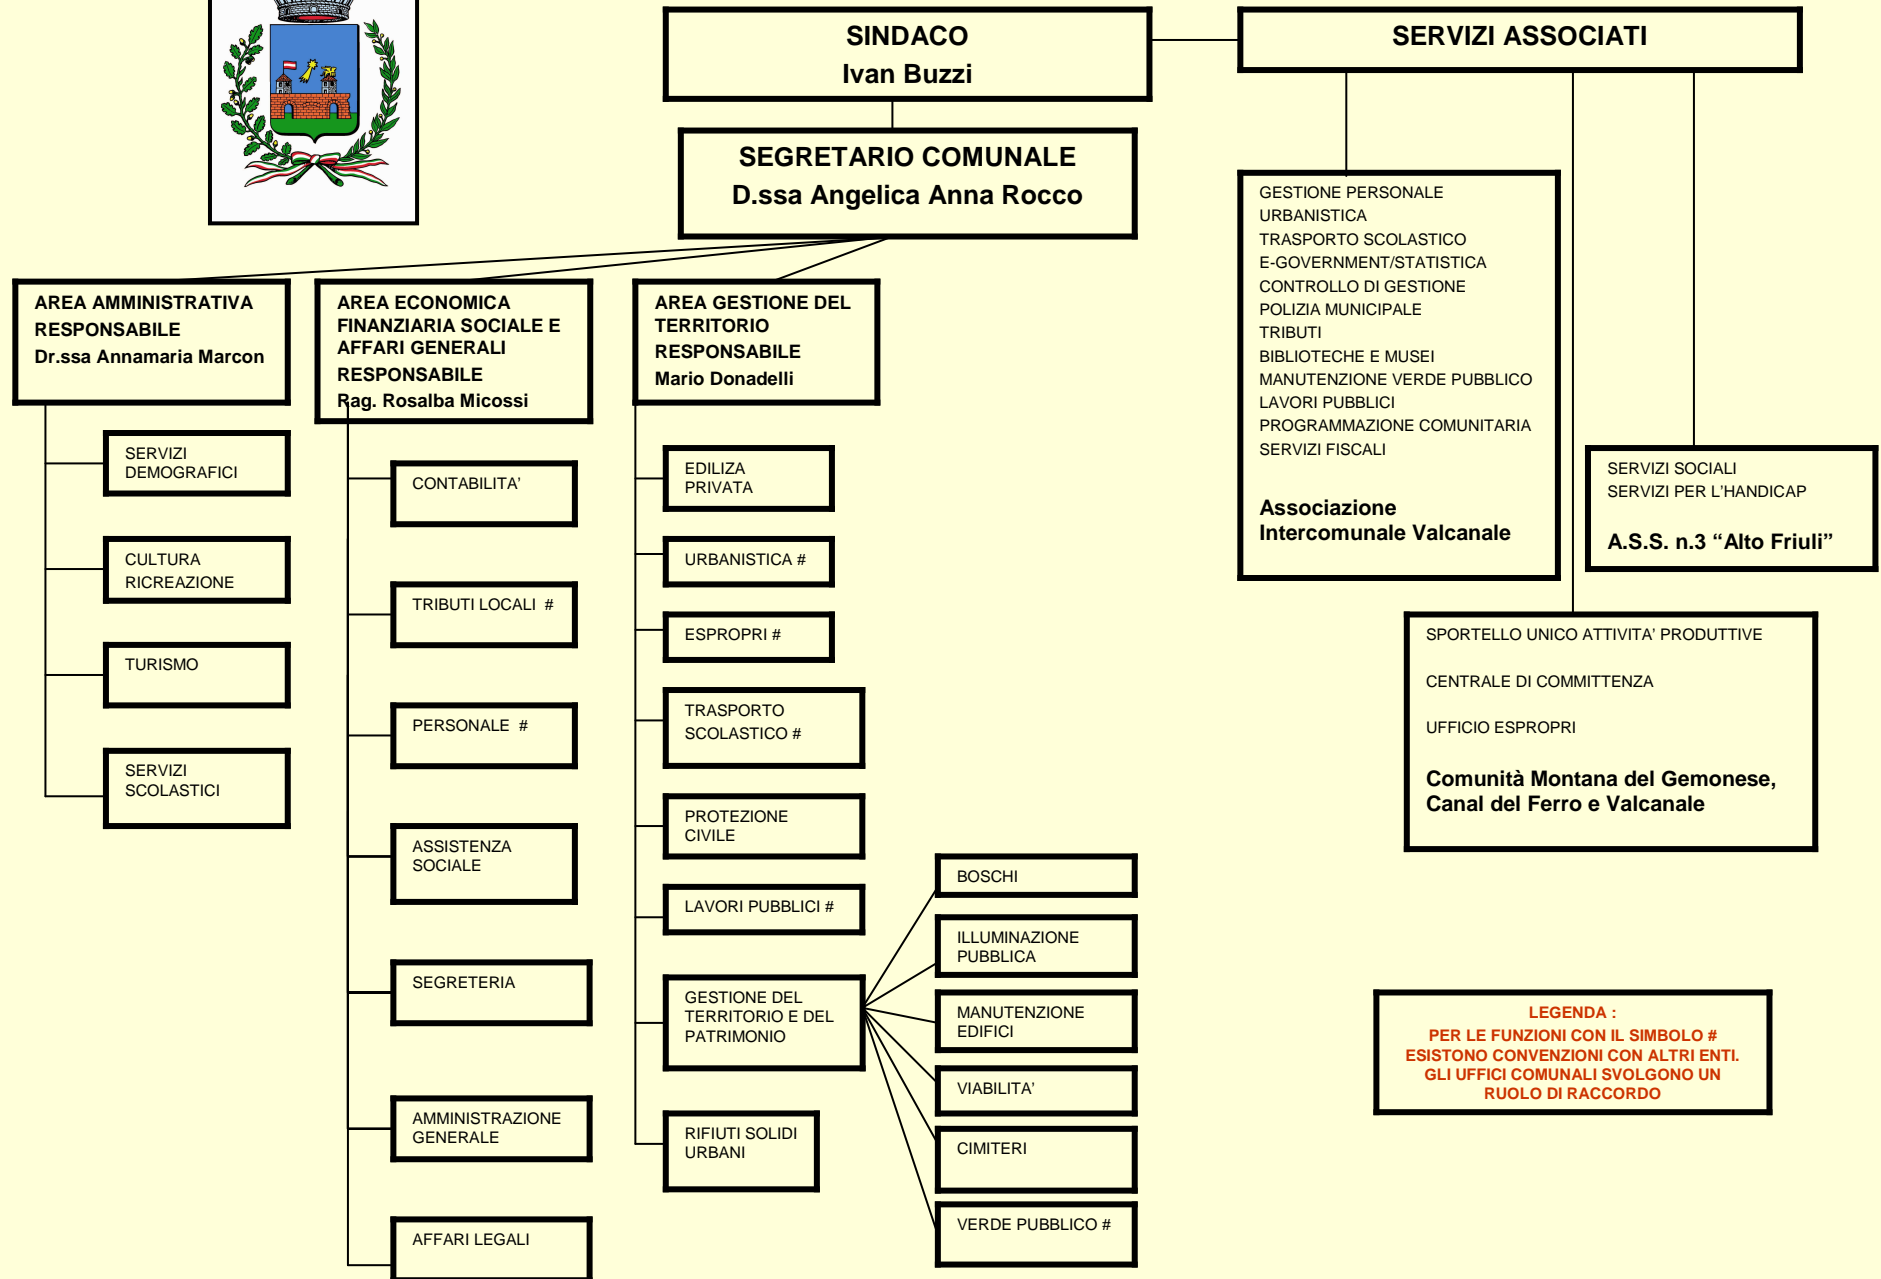 SINDACO
Ivan Buzzi
SERVIZI ASSOCIATI
SEGRETARIO COMUNALE
D.ssa Angelica Anna Rocco
AREA AMMINISTRATIVA
RESPONSABILE
Dr.ssa Annamaria Marcon
SERVIZI
DEMOGRAFICI
CULTURA
RICREAZIONE
TURISMO
SERVIZI
SCOLASTICI
AREA ECONOMICA
FINANZIARIA SOCIALE E
AFFARI GENERALI
RESPONSABILE
Rag. Rosalba Micossi
CONTABILITA’
TRIBUTI LOCALI #
PERSONALE #
ASSISTENZA
SOCIALE
SEGRETERIA
AMMINISTRAZIONE
GENERALE
AFFARI LEGALI
AREA GESTIONE DEL
TERRITORIO
RESPONSABILE
Mario Donadelli
EDILIZA
PRIVATA
URBANISTICA #
ESPROPRI #
TRASPORTO
SCOLASTICO #
PROTEZIONE
CIVILE
LAVORI PUBBLICI #
GESTIONE DEL
TERRITORIO E DEL
PATRIMONIO
RIFIUTI SOLIDI
URBANI
BOSCHI
ILLUMINAZIONE
PUBBLICA
MANUTENZIONE
EDIFICI
VIABILITA’
CIMITERI
VERDE PUBBLICO #
GESTIONE PERSONALE
URBANISTICA
TRASPORTO SCOLASTICO
E-GOVERNMENT/STATISTICA
CONTROLLO DI GESTIONE
POLIZIA MUNICIPALE
TRIBUTI
BIBLIOTECHE E MUSEI
MANUTENZIONE VERDE PUBBLICO
LAVORI PUBBLICI
PROGRAMMAZIONE COMUNITARIA
SERVIZI FISCALI
Associazione
Intercomunale Valcanale
SERVIZI SOCIALI
SERVIZI PER L’HANDICAP
A.S.S. n.3 “Alto Friuli”
SPORTELLO UNICO ATTIVITA’ PRODUTTIVE
CENTRALE DI COMMITTENZA
UFFICIO ESPROPRI
Comunità Montana del Gemonese,
Canal del Ferro e Valcanale
LEGENDA :
PER LE FUNZIONI CON IL SIMBOLO #
ESISTONO CONVENZIONI CON ALTRI ENTI.
GLI UFFICI COMUNALI SVOLGONO UN
RUOLO DI RACCORDO